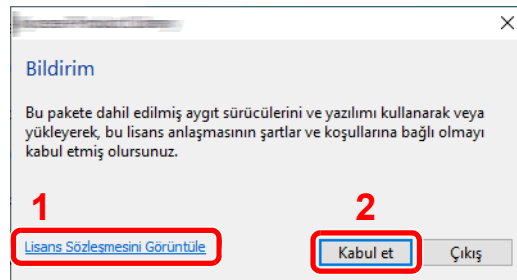 Bildirim
Bu pakete dahil edilmiş aygıt sürücülerini ve yazılımı kullanarak veya
yükleyerek, bu lisans anlaşmasının şartlar ve koşullarına bağlı olmayı
kabul etmiş olursunuz.
1
2
Lisans Sözleşmesini Görüntüle
Kabul et
Çıkış